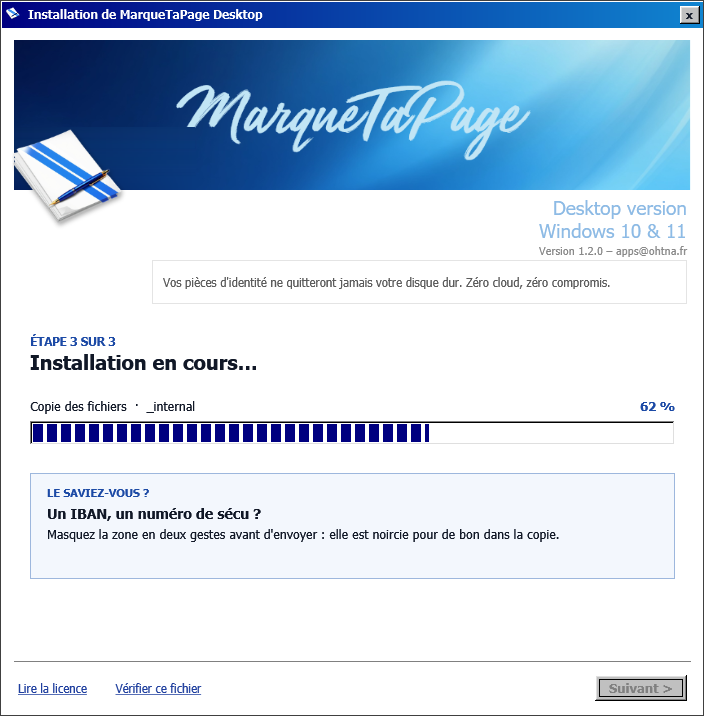 Installation de MarqueTaPage Desktop
x
MarqueTaPage
Desktop version
Windows 10 & 11
Version 1.2.0 – apps@ohtna.fr
Vos pièces d'identité ne quitteront jamais votre disque dur. Zéro cloud, zéro compromis.
ÉTAPE 3 SUR 3
Installation en cours...
Copie des fichiers · _internal
62 %
LE SAVIEZ-VOUS ?
Un IBAN, un numéro de sécu ?
Masquez la zone en deux gestes avant d'envoyer : elle est noircie pour de bon dans la copie.
Lire la licence
Vérifier ce fichier
Suivant >